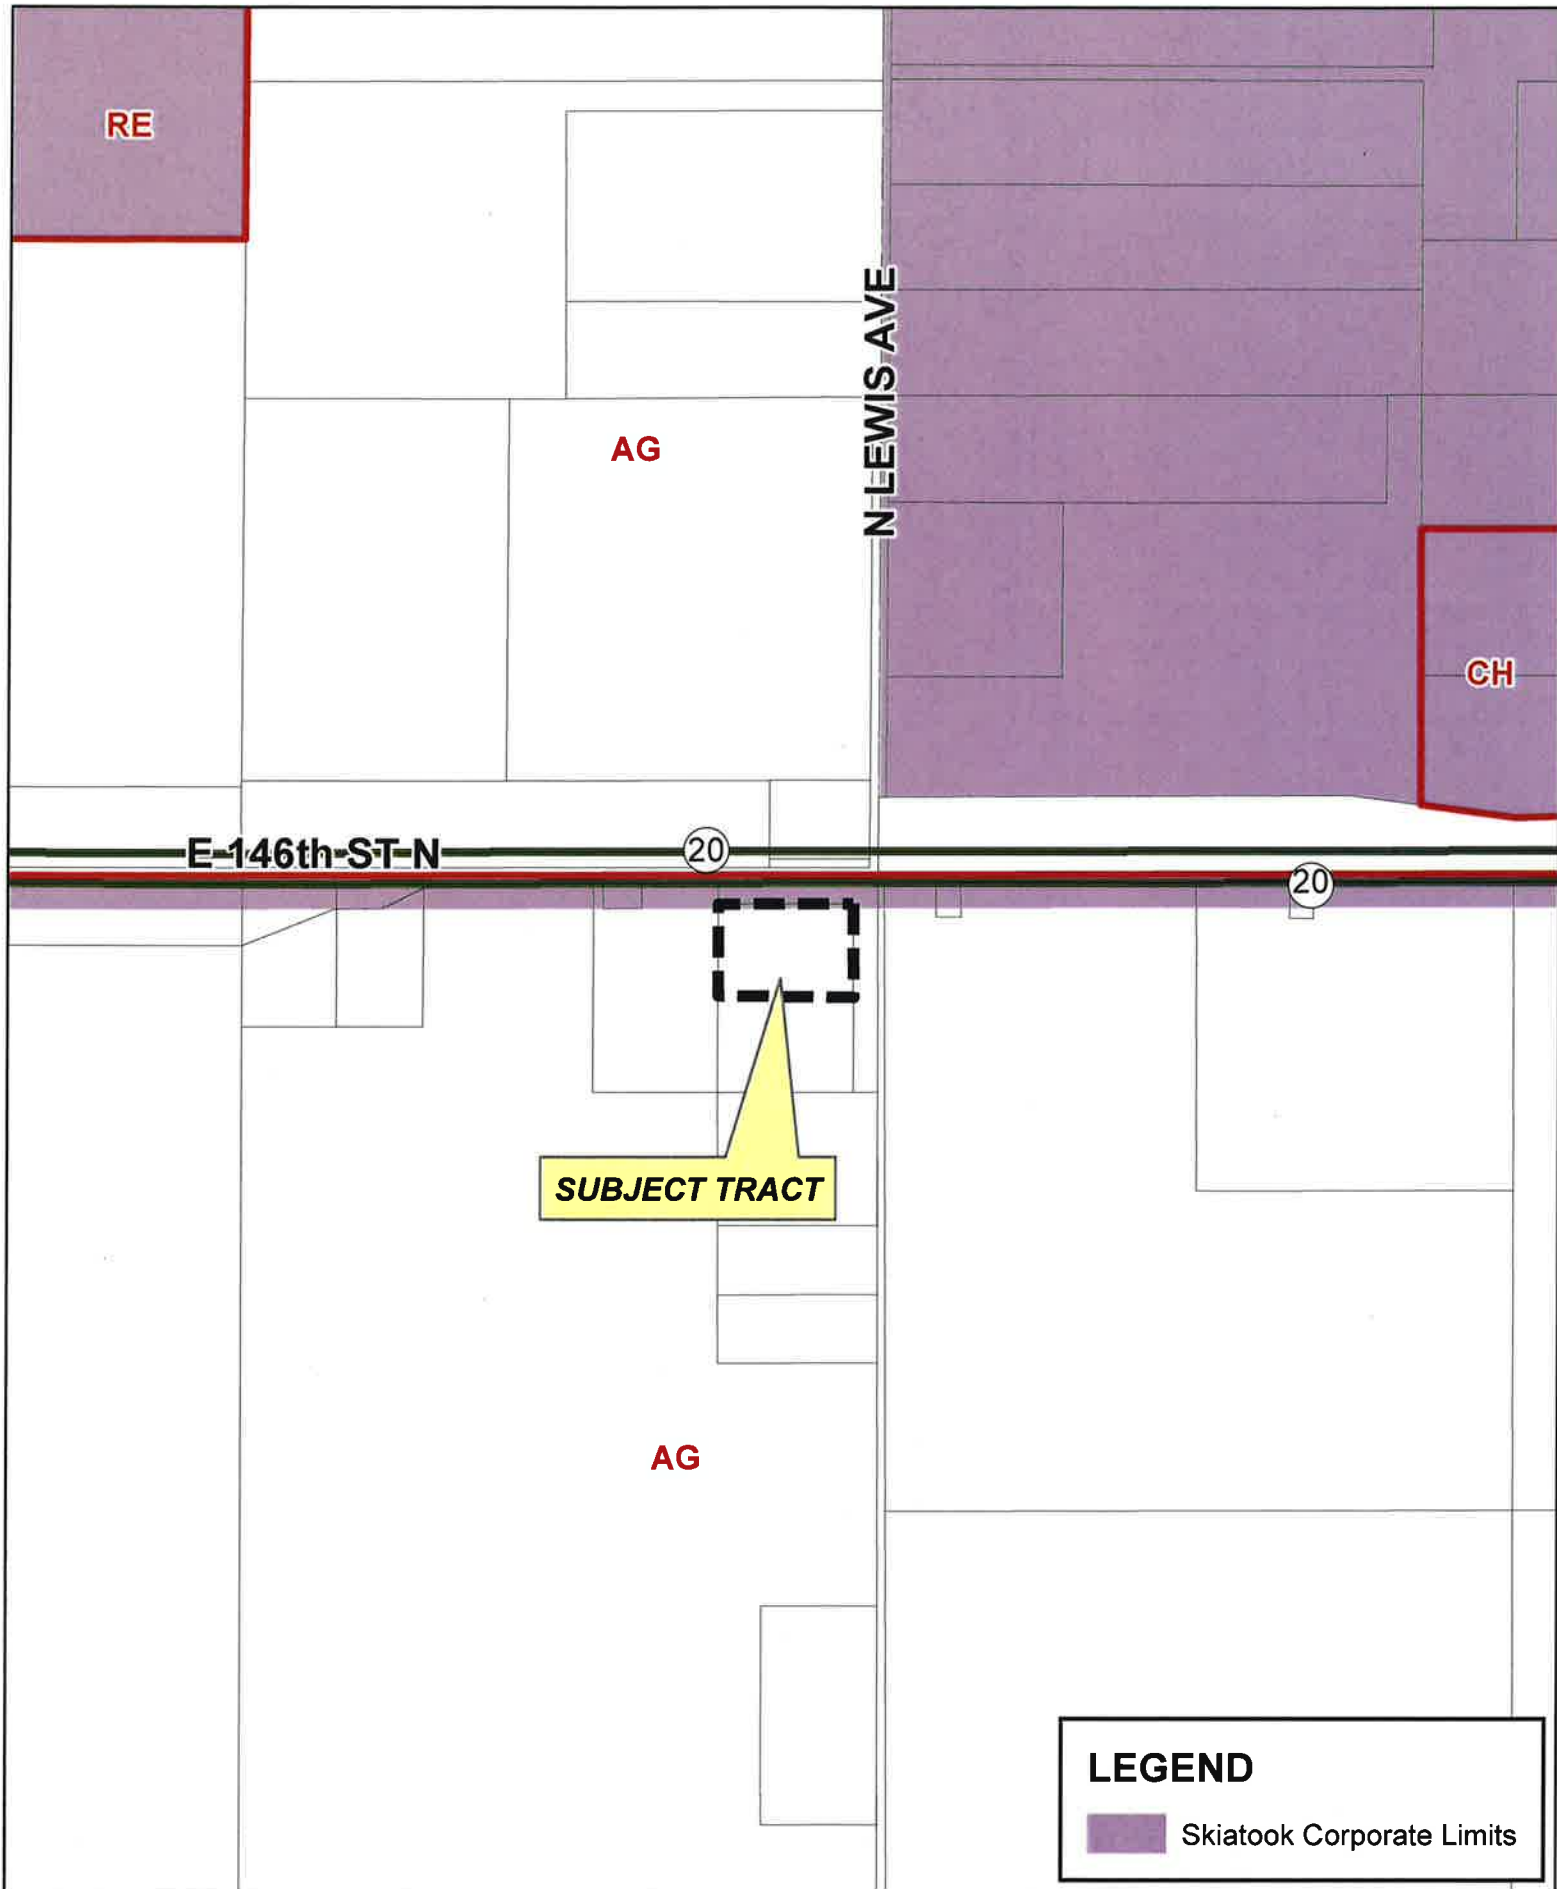 RE
N LEWIS AVE
AG
CH
E 146th ST N
20
20
SUBJECT TRACT
AG
LEGEND
Skiatook Corporate Limits